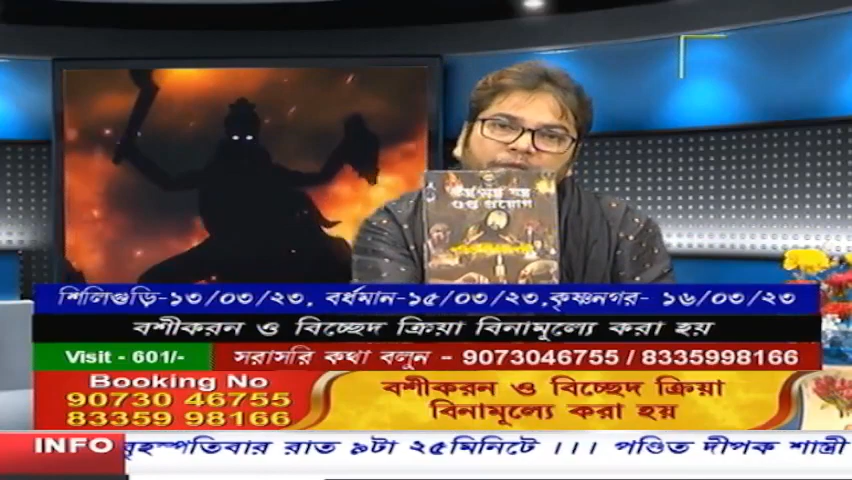 গুপ্ত প্রয়োগ
শিলিগুড়ি-১৩/০৩/২৩, বর্ধমান-১৫/০৩/২৩,কৃষ্ণনগর- ১৬/০৩/২৩
বশীকরন ও বিচ্ছেদ ক্রিয়া বিনামূল্যে করা হয়
Visit - 601/- সরাসরি কথা বলুন - 9073046755 / 8335998166
Booking No
90730 46755
83359 98166
বশীকরন ও বিচ্ছেদ ক্রিয়া
বিনামূল্যে করা হয়
INFO বৃহস্পতিবার রাত ৯টা ২৫মিনিটে ।।। পণ্ডিত দীপক শাস্ত্রী